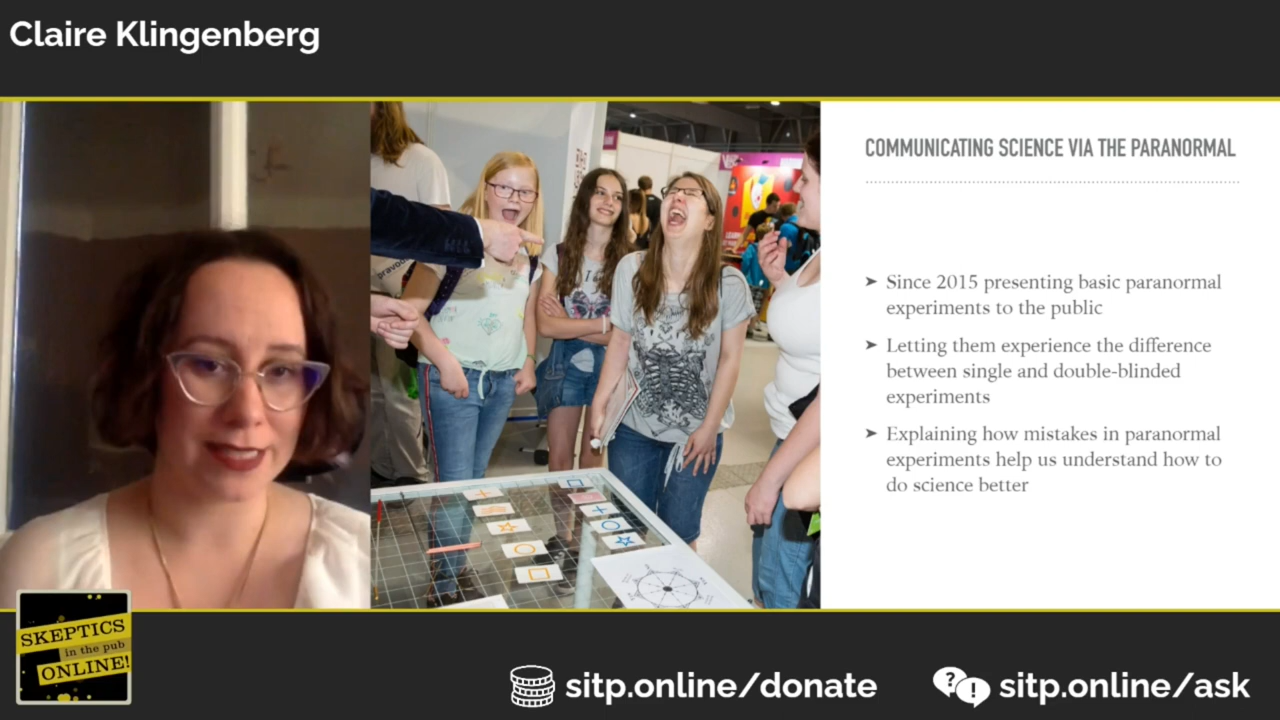 Claire Klingenberg
COMMUNICATING SCIENCE VIA THE PARANORMAL
➤ Since 2015 presenting basic paranormal
experiments to the public
➤ Letting them experience the difference
between single and double-blinded
experiments
➤ Explaining how mistakes in paranormal
experiments help us understand how to
do science better
SKEPTICS
in the pub
ONLINE!
sitp.online/donate
? !
sitp.online/ask